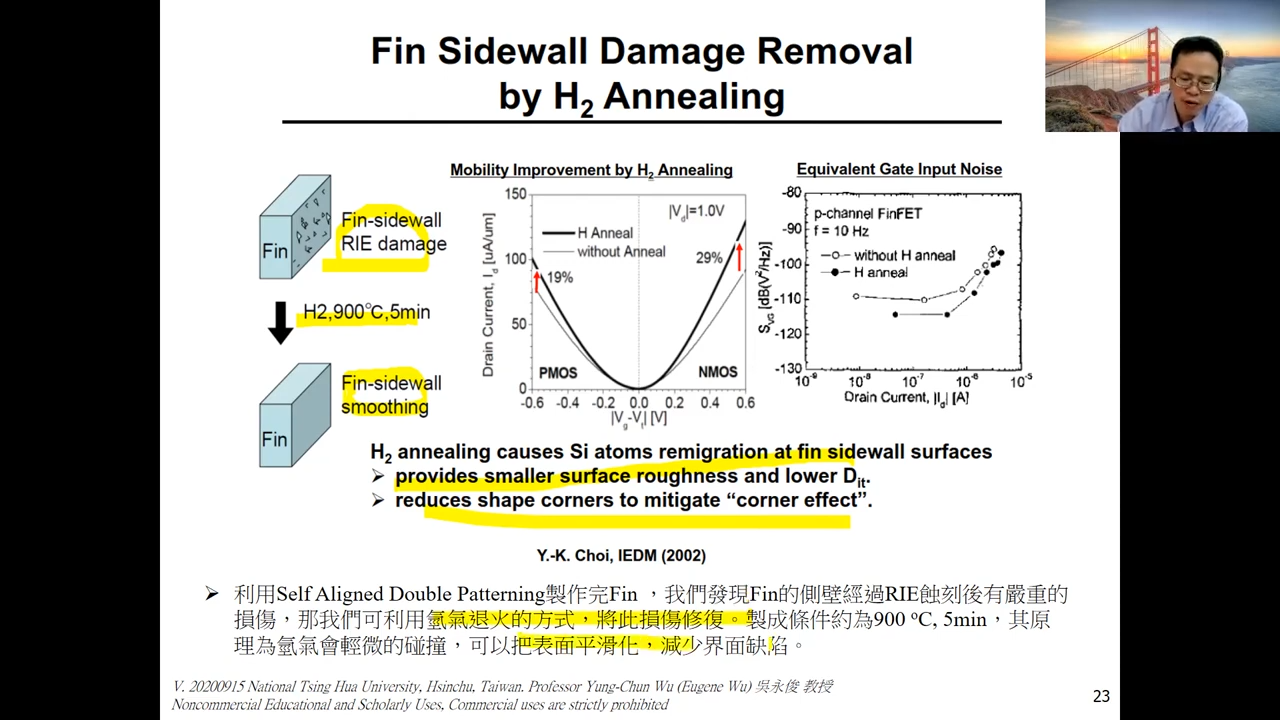 Fin Sidewall Damage Removal
by H₂ Annealing
Fin
Fin-sidewall
RIE damage
H2,900℃,5min
Fin
Fin-sidewall
smoothing
Mobility Improvement by H₂ Annealing
Drain Current, I_d [uA/um]
150
100
50
0
|V_d|=1.0V
H Anneal
without Anneal
19%
29%
PMOS
NMOS
-0.6 -0.4 -0.2 0.0 0.2 0.4 0.6
|V_g-V_t| [V]
Equivalent Gate Input Noise
S_VG [dB(V²/Hz)]
-80
-90
-100
-110
-120
-130
p-channel FinFET
f = 10 Hz
without H anneal
H anneal
10⁻⁹ 10⁻⁸ 10⁻⁷ 10⁻⁶ 10⁻⁵
Drain Current, |I_d| [A]
H₂ annealing causes Si atoms remigration at fin sidewall surfaces
➢ provides smaller surface roughness and lower D_it.
➢ reduces shape corners to mitigate “corner effect”.
Y.-K. Choi, IEDM (2002)
➢ 利用Self Aligned Double Patterning製作完Fin ，我們發現Fin的側壁經過RIE蝕刻後有嚴重的
損傷，那我們可利用氫氣退火的方式，將此損傷修復。製成條件約為900 ºC, 5min，其原
理為氫氣會輕微的碰撞，可以把表面平滑化，減少界面缺陷。
V. 20200915 National Tsing Hua University, Hsinchu, Taiwan. Professor Yung-Chun Wu (Eugene Wu) 吳永俊 教授
Noncommercial Educational and Scholarly Uses, Commercial uses are strictly prohibited
23